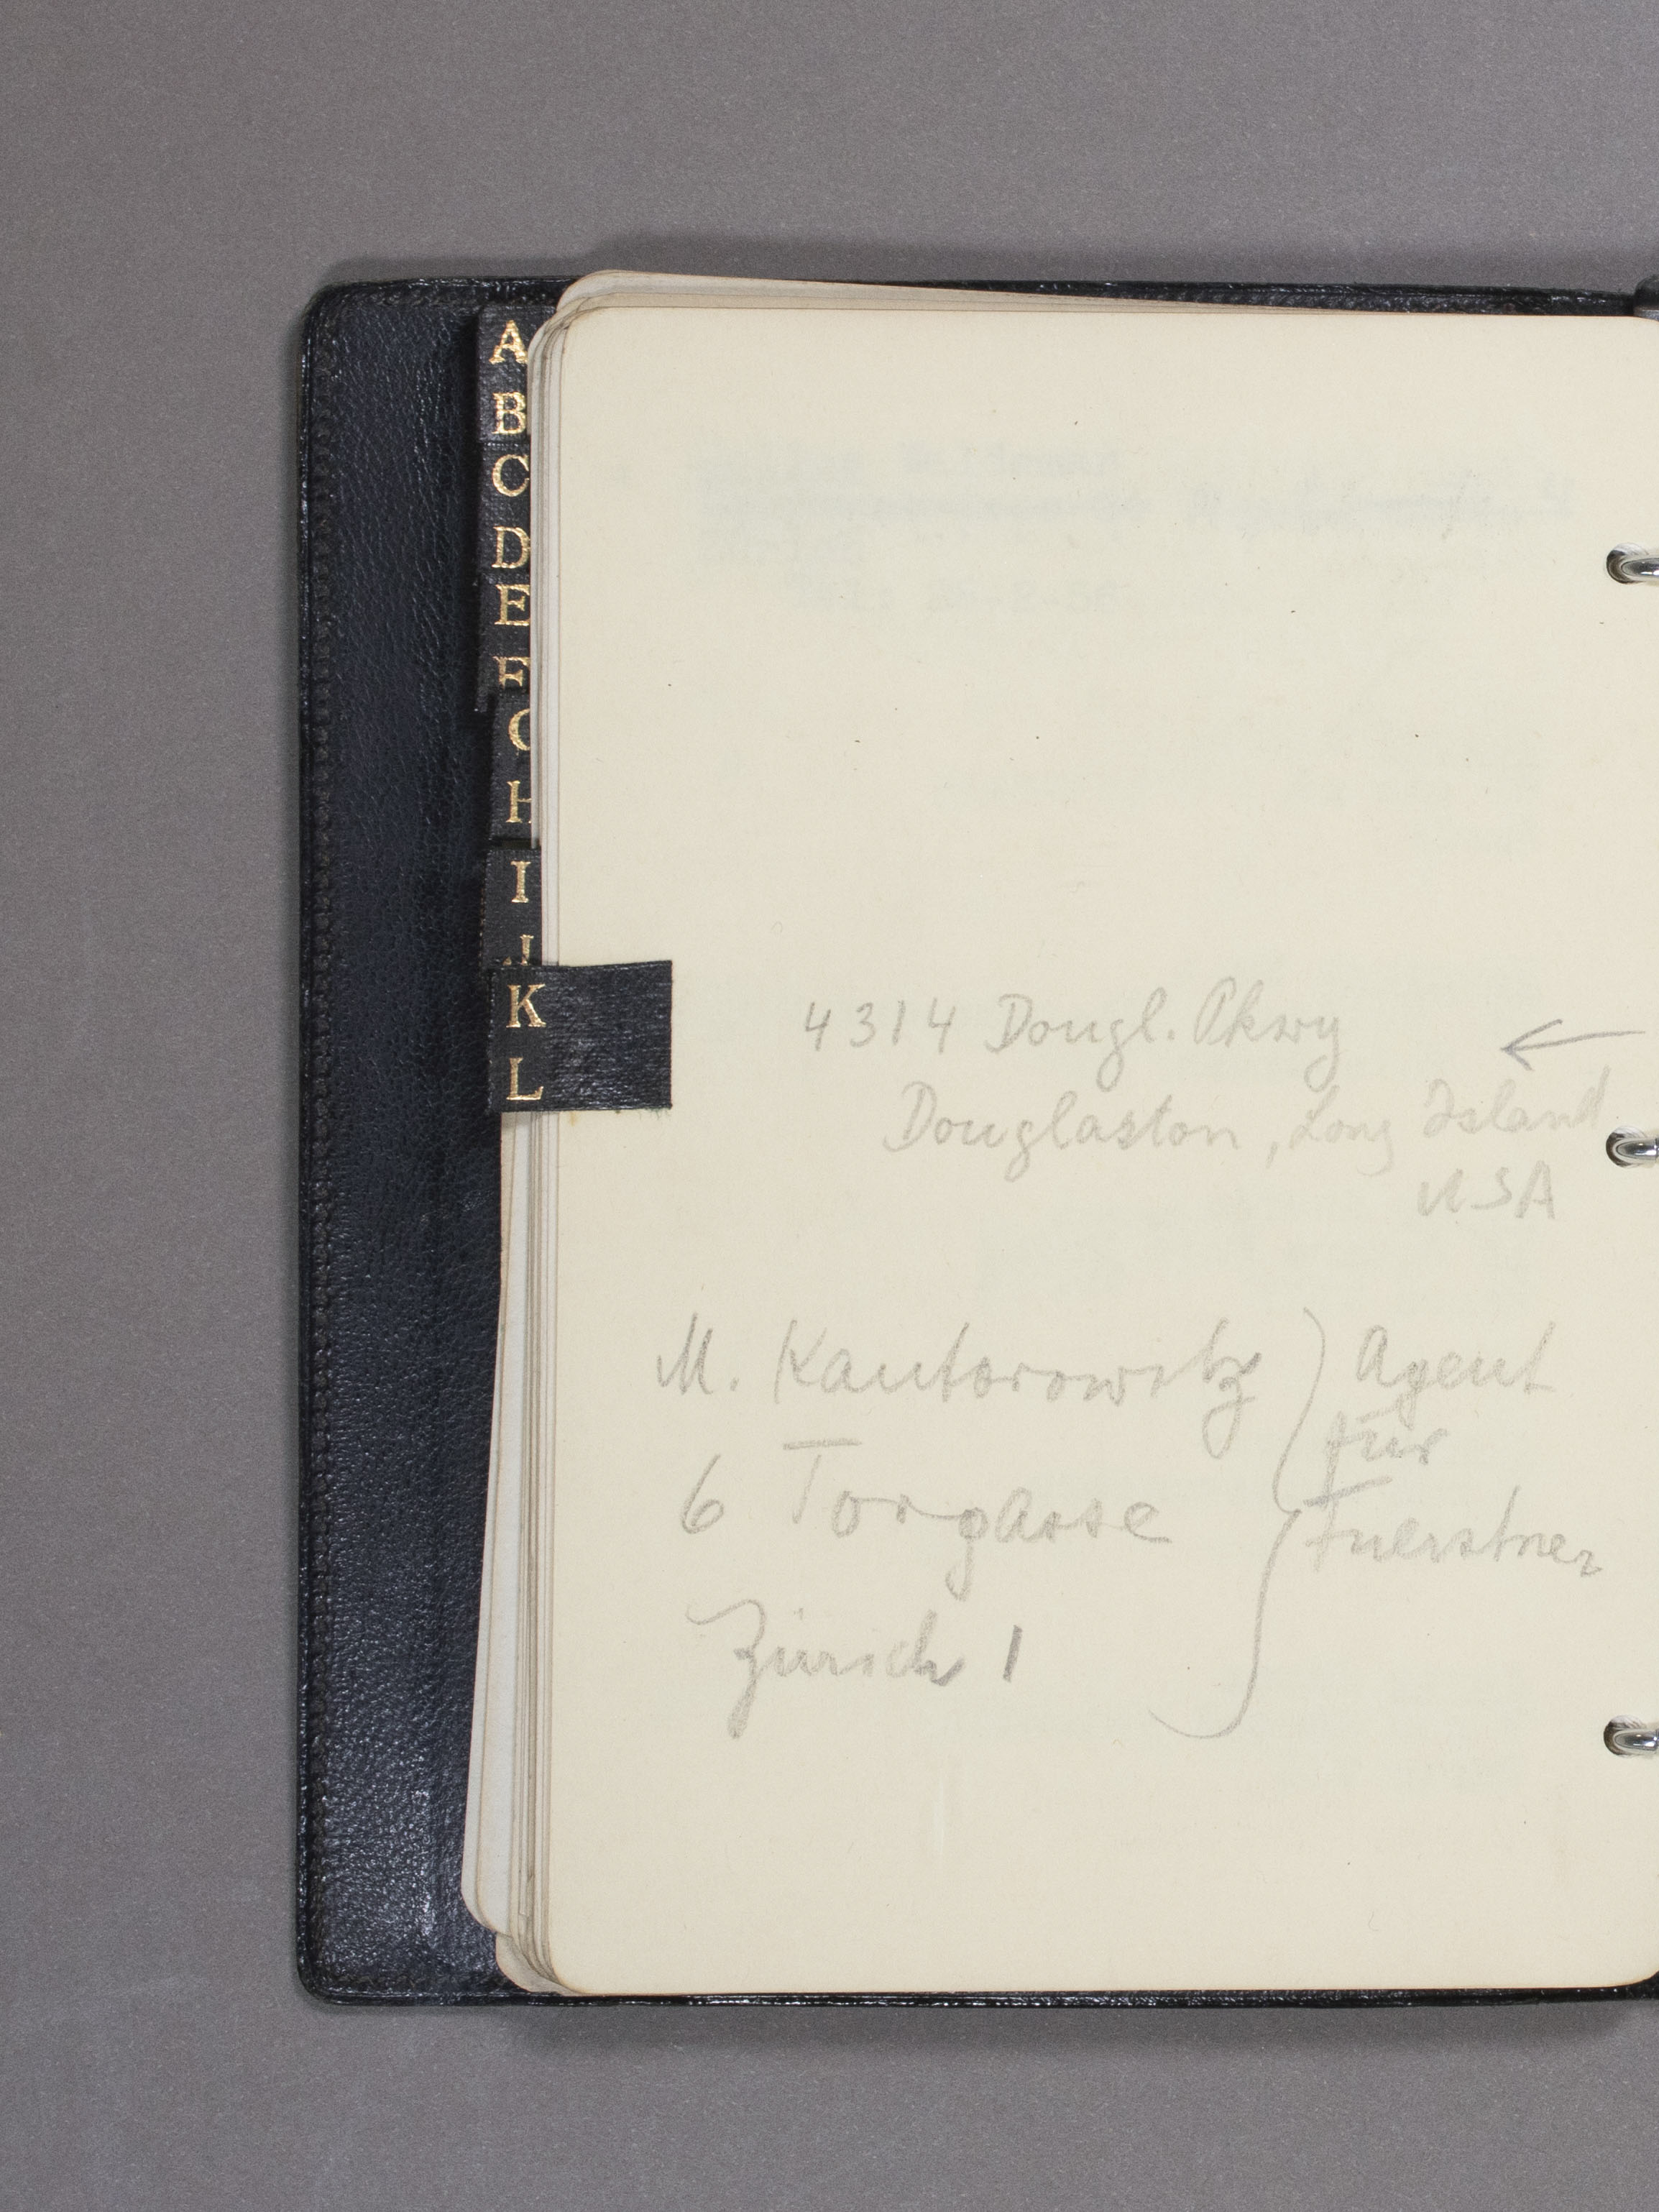 A
B
C
D
E
F
G
H
I
J
K
L
4314 Dougl. Pkwy
Douglaston, Long Island
USA
M. Kantorowitz
6 Torgasse
Zürich 1
Agent
für
Fuerstner